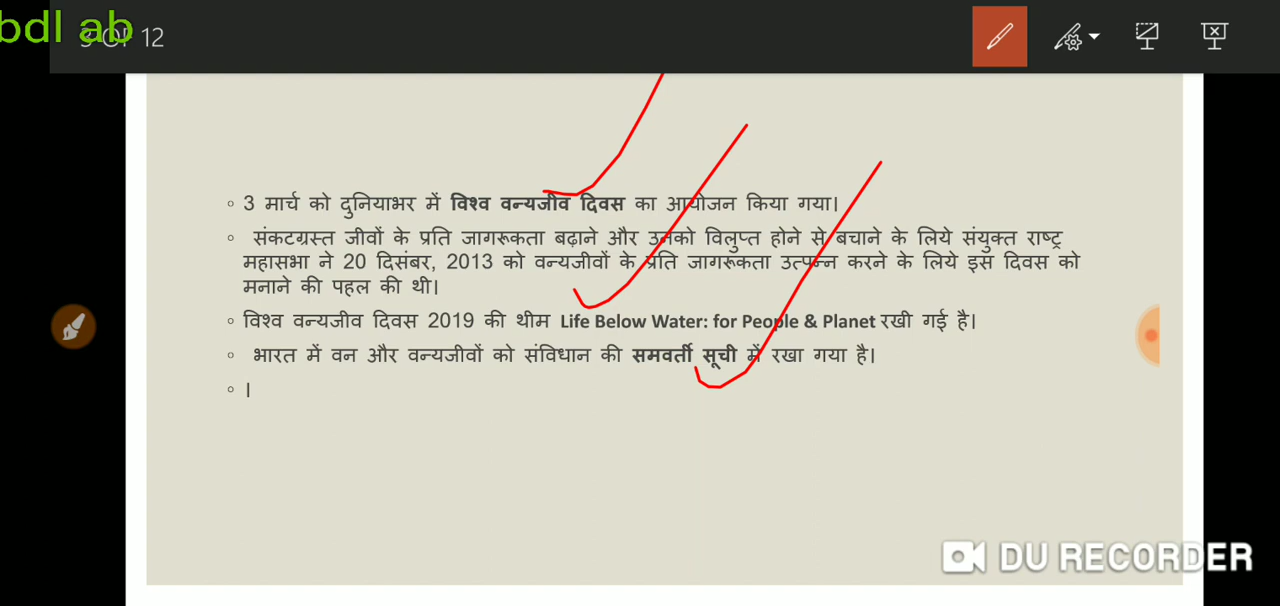 bdl ab
9 OF 12
◦ 3 मार्च को दुनियाभर में विश्व वन्यजीव दिवस का आयोजन किया गया।
◦ संकटग्रस्त जीवों के प्रति जागरूकता बढ़ाने और उनको विलुप्त होने से बचाने के लिये संयुक्त राष्ट्र
महासभा ने 20 दिसंबर, 2013 को वन्यजीवों के प्रति जागरूकता उत्पन्न करने के लिये इस दिवस को
मनाने की पहल की थी।
◦ विश्व वन्यजीव दिवस 2019 की थीम Life Below Water: for People & Planet रखी गई है।
◦ भारत में वन और वन्यजीवों को संविधान की समवर्ती सूची में रखा गया है।
◦ ।
DU RECORDER